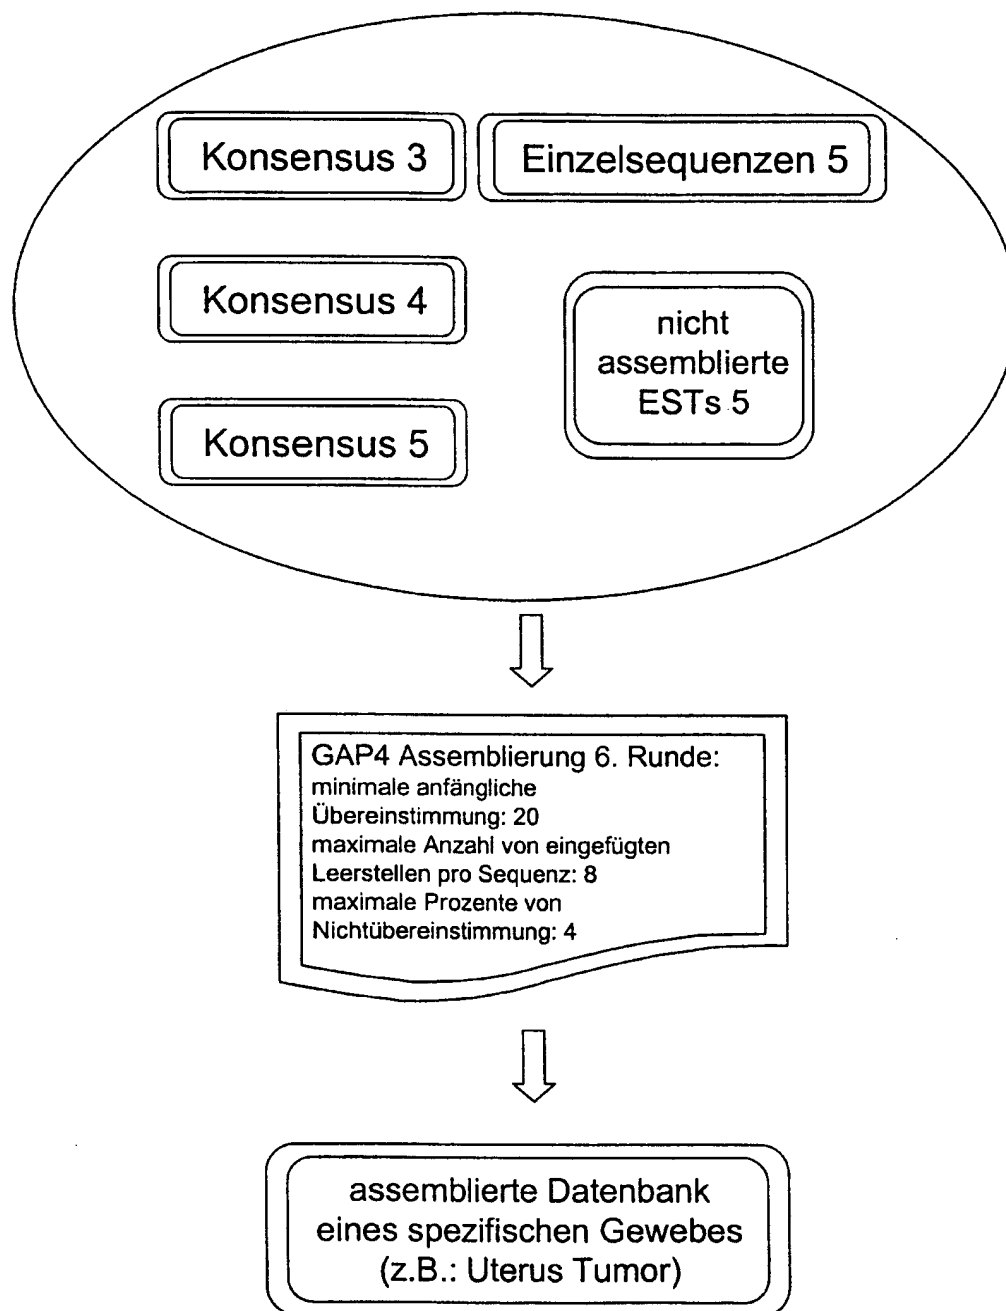 Konsensus 3
Einzelsequenzen 5
Konsensus 4
nicht
assemblierte
ESTs 5
Konsensus 5
GAP4 Assemblierung 6. Runde:
minimale anfängliche
Übereinstimmung: 20
maximale Anzahl von eingefügten
Leerstellen pro Sequenz: 8
maximale Prozente von
Nichtübereinstimmung: 4
assemblierte Datenbank
eines spezifischen Gewebes
(z.B.: Uterus Tumor)